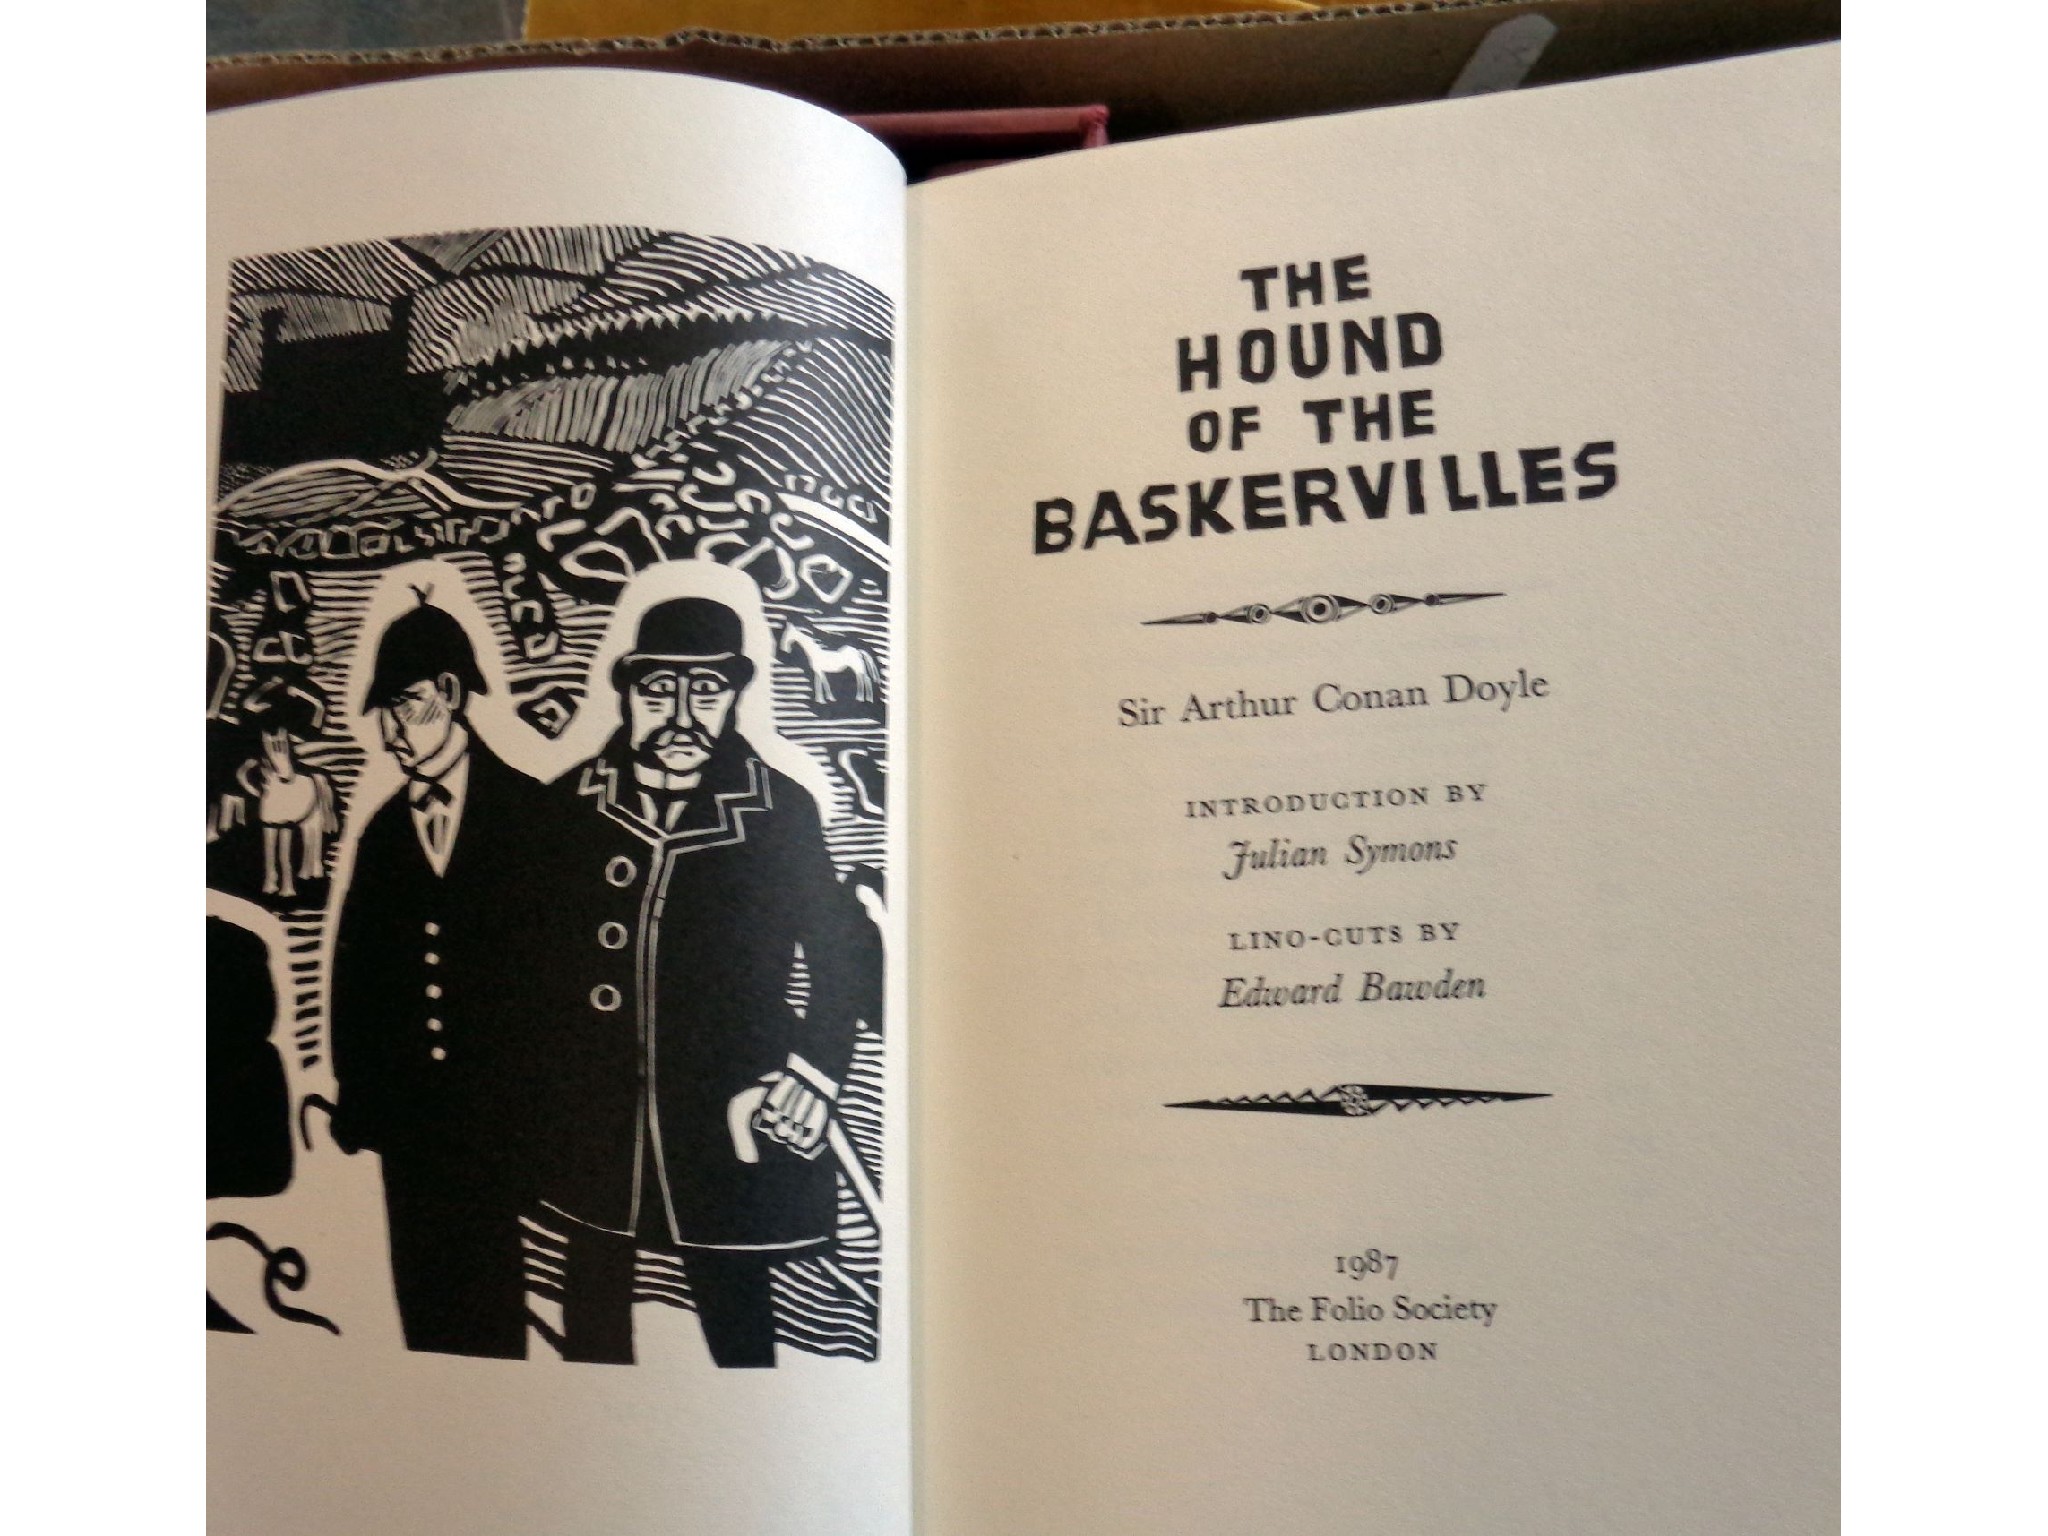 THE
HOUND
OF THE
BASKERVILLES
Sir Arthur Conan Doyle
INTRODUCTION BY
Julian Symons
LINO-CUTS BY
Edward Bawden
1987
The Folio Society
LONDON